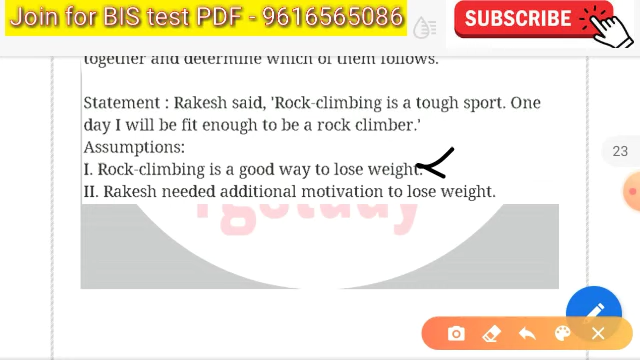 Join for BIS test PDF - 9616565086
SUBSCRIBE
together and determine which of them follows.
Statement : Rakesh said, 'Rock-climbing is a tough sport. One
day I will be fit enough to be a rock climber.'
Assumptions:
I. Rock-climbing is a good way to lose weight.
II. Rakesh needed additional motivation to lose weight.
23